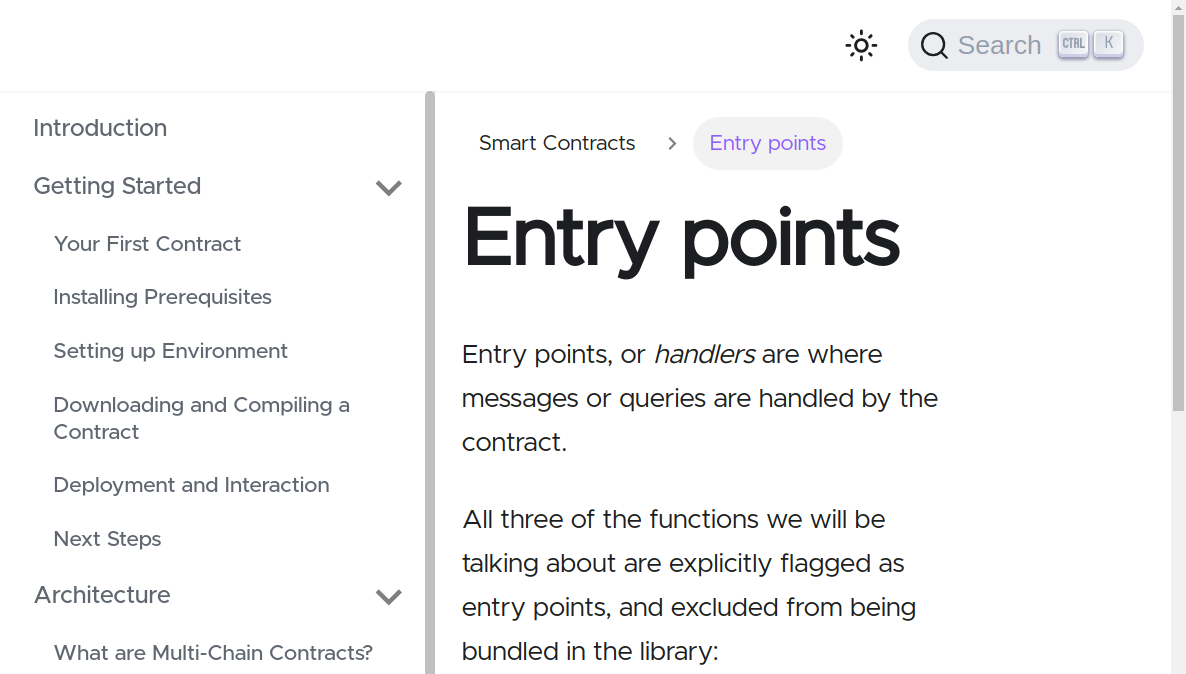 Search CTRL K
Introduction
Getting Started
Your First Contract
Installing Prerequisites
Setting up Environment
Downloading and Compiling a
Contract
Deployment and Interaction
Next Steps
Architecture
What are Multi-Chain Contracts?
Smart Contracts
Entry points
Entry points
Entry points, or handlers are where
messages or queries are handled by the
contract.
All three of the functions we will be
talking about are explicitly flagged as
entry points, and excluded from being
bundled in the library: